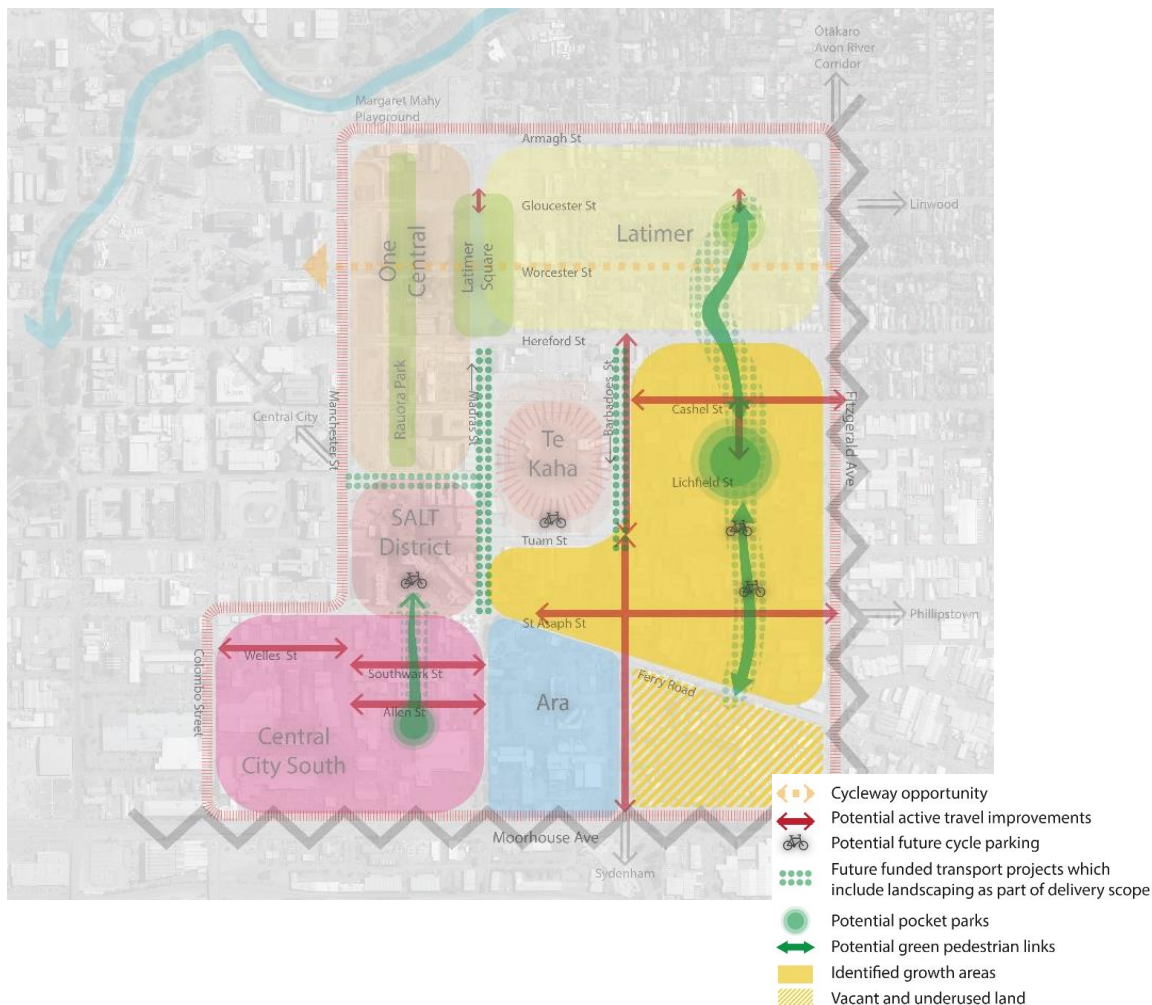 Ōtākaro
Avon River
Corridor
Margaret Mahy
Playground
Armagh St
Gloucester St
Linwood
Latimer
One
Central
Latimer
Square
Worcester St
Hereford St
Rauora Park
Madras St
Barbadoes St
Manchester St
Central City
Cashel St
Fitzgerald Ave
Te
Kaha
Lichfield St
SALT
District
Tuam St
St Asaph St
Phillipstown
Welles St
Southwark St
Allen St
Colombo Street
Ferry Road
Ara
Central
City South
Moorhouse Ave
Sydenham
Cycleway opportunity
Potential active travel improvements
Potential future cycle parking
Future funded transport projects which
include landscaping as part of delivery scope
Potential pocket parks
Potential green pedestrian links
Identified growth areas
Vacant and underused land